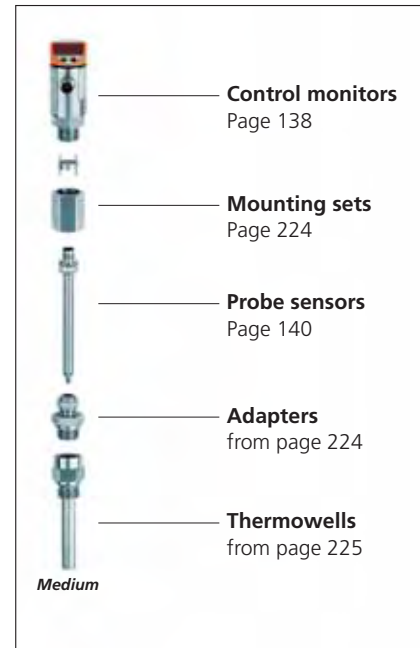 Control monitors
Page 138
Mounting sets
Page 224
Probe sensors
Page 140
Adapters
from page 224
Thermowells
from page 225
Medium